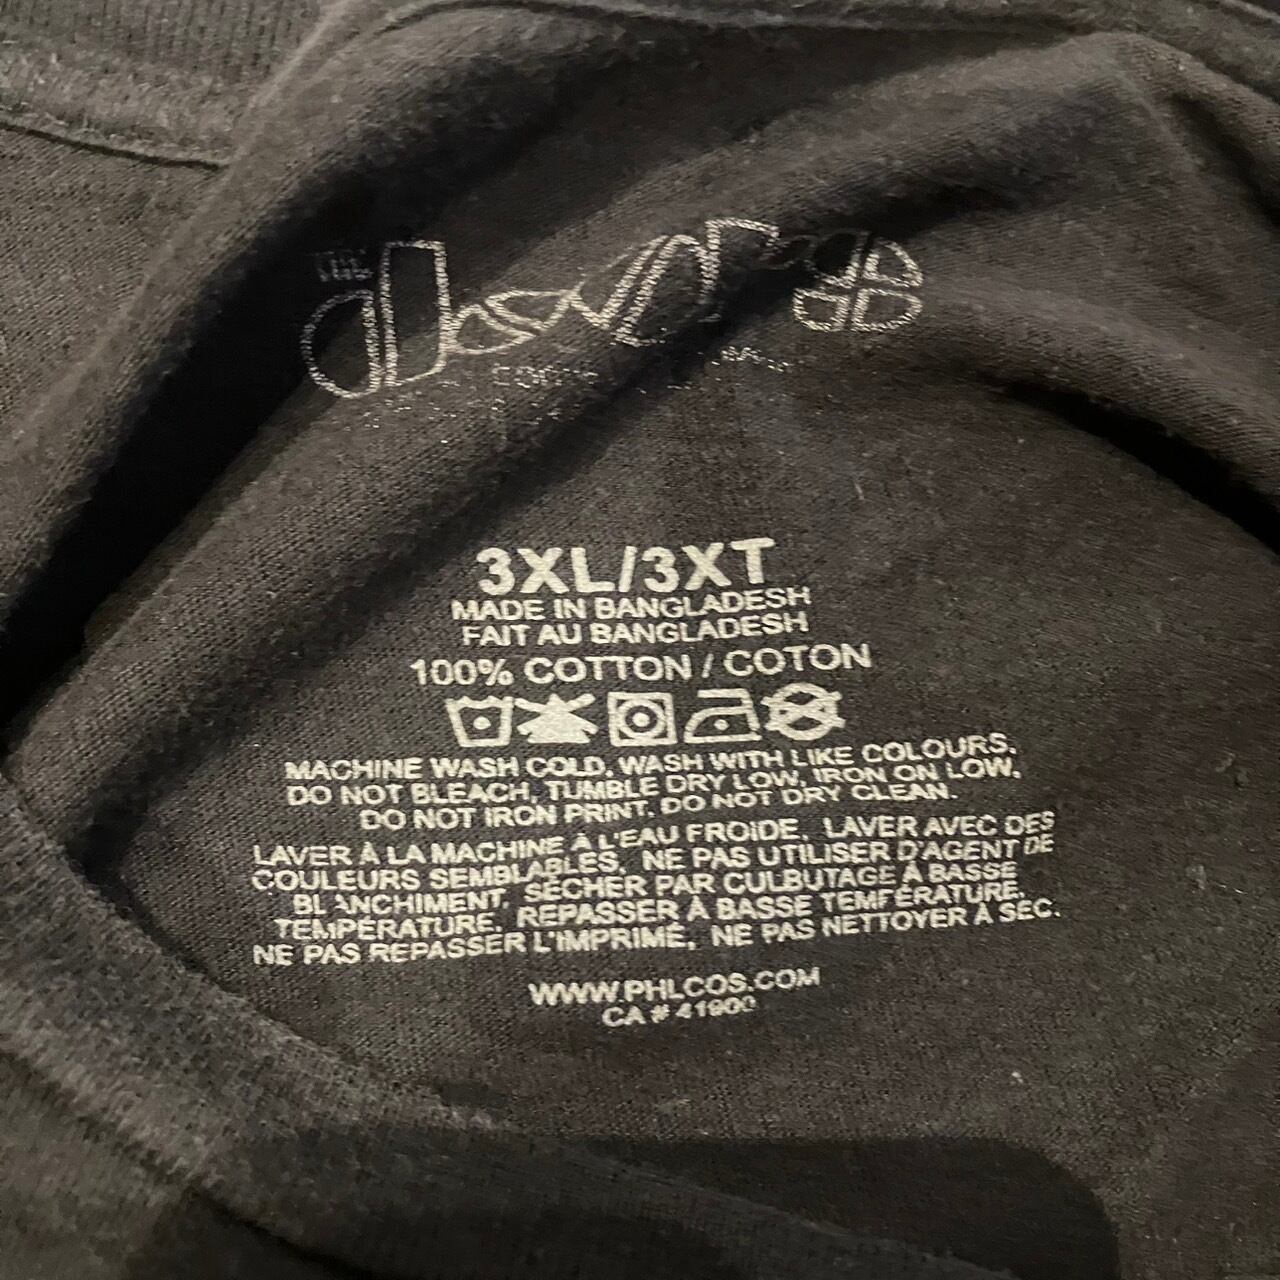 3XL/3XT
MADE IN BANGLADESH
FAIT AU BANGLADESH
100% COTTON / COTON
MACHINE WASH COLD. WASH WITH LIKE COLOURS.
DO NOT BLEACH. TUMBLE DRY LOW. IRON ON LOW.
DO NOT IRON PRINT. DO NOT DRY CLEAN.
LAVER À LA MACHINE À L'EAU FROIDE. LAVER AVEC DES
COULEURS SEMBLABLES. NE PAS UTILISER D'AGENT DE
BLANCHIMENT. SÉCHER PAR CULBUTAGE À BASSE
TEMPÉRATURE. REPASSER À BASSE TEMPÉRATURE.
NE PAS REPASSER L'IMPRIMÉ. NE PAS NETTOYER À SEC.
WWW.PHLCOS.COM
CA #